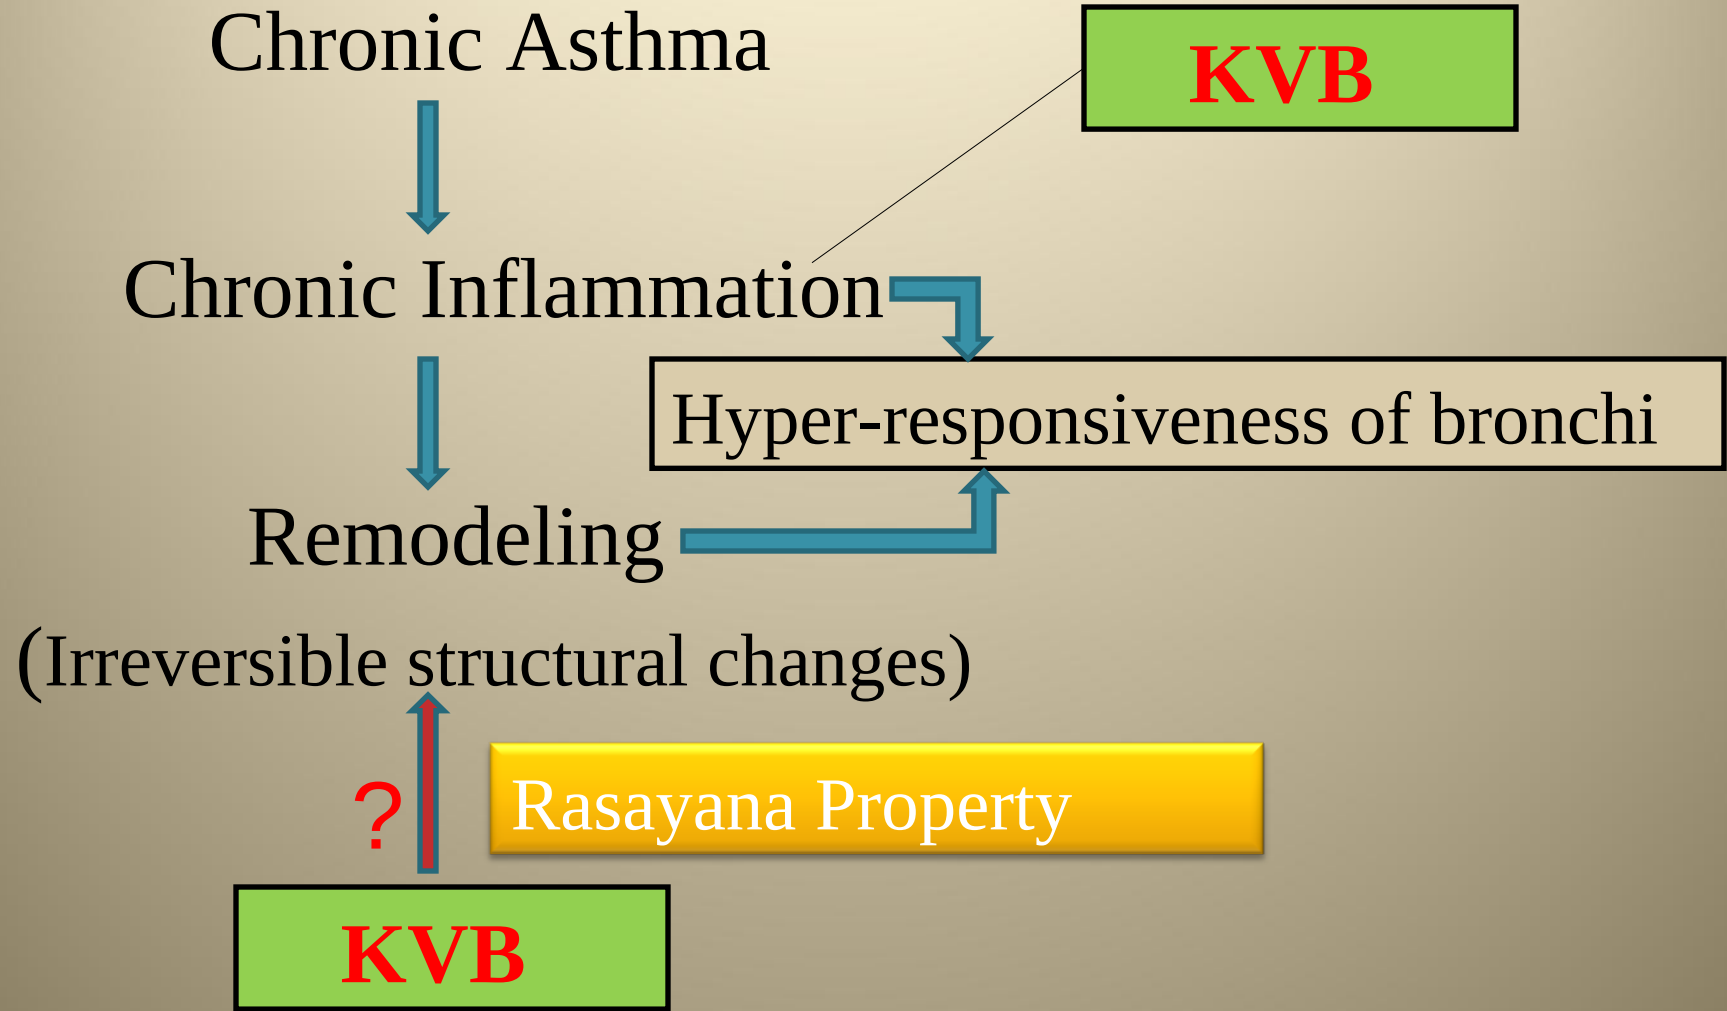 Chronic Asthma
KVB
Chronic Inflammation
Hyper-responsiveness of bronchi
Remodeling
(Irreversible structural changes)
?
Rasayana Property
KVB